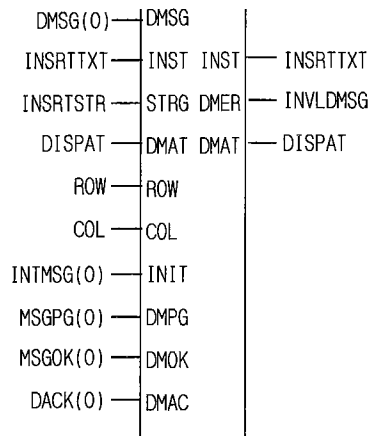 DMSG(0) DMSG
INSRTTXT INST INST INSRTTXT
INSRTSTR STRG DMER INVLDMSG
DISPAT DMAT DMAT DISPAT
ROW ROW
COL COL
INTMSG(0) INIT
MSGPG(0) DMPG
MSGOK(0) DMOK
DACK(0) DMAC